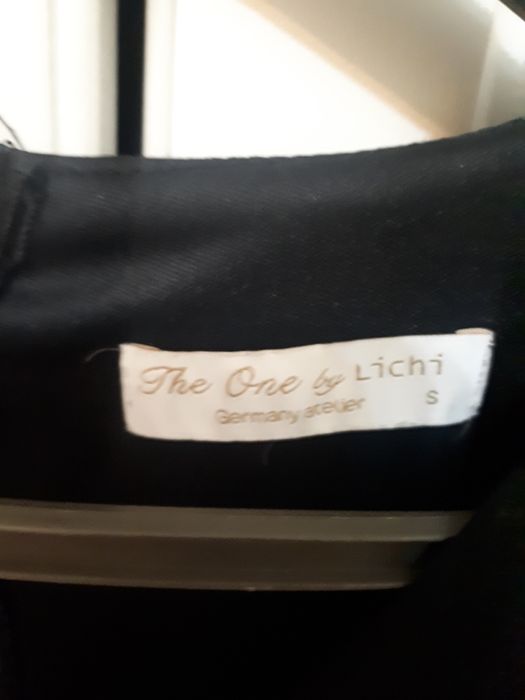 The One by Lichi
Germany atelier S